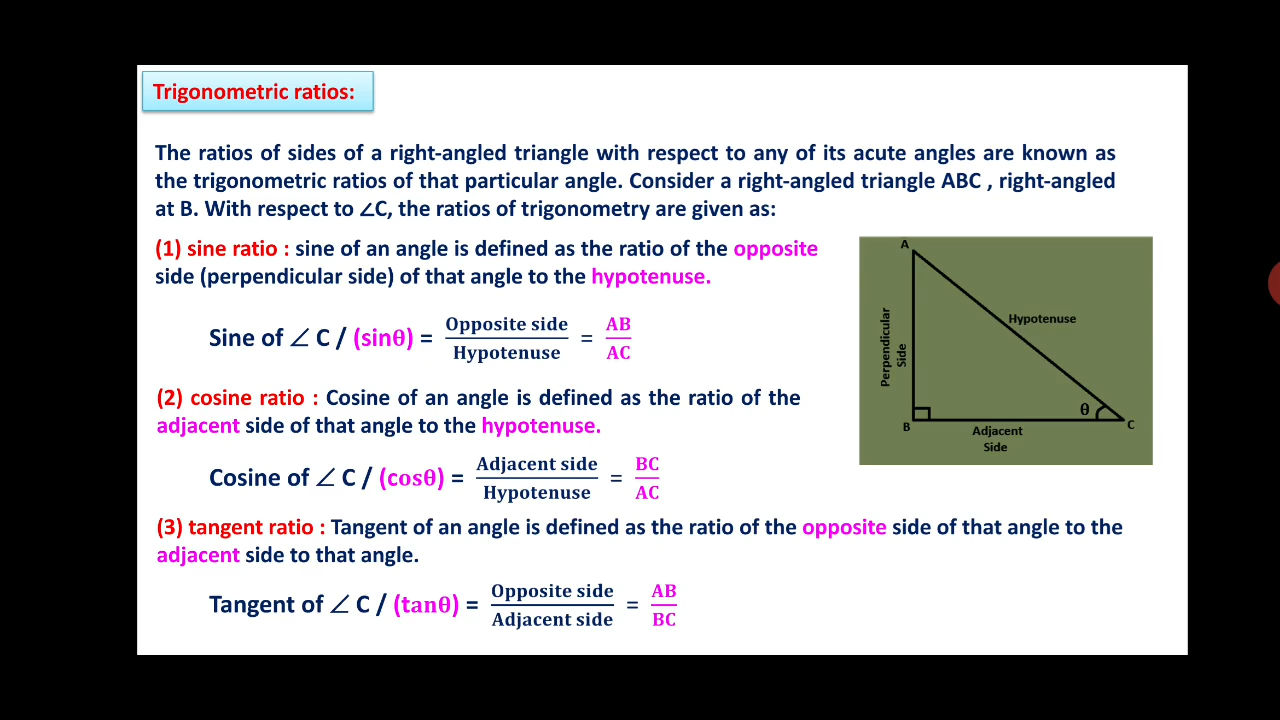 Trigonometric ratios:
The ratios of sides of a right-angled triangle with respect to any of its acute angles are known as
the trigonometric ratios of that particular angle. Consider a right-angled triangle ABC , right-angled
at B. With respect to ∠C, the ratios of trigonometry are given as:
(1) sine ratio : sine of an angle is defined as the ratio of the opposite
side (perpendicular side) of that angle to the hypotenuse.
Sine of ∠ C / (sinθ) = Opposite side / Hypotenuse = AB / AC
(2) cosine ratio : Cosine of an angle is defined as the ratio of the
adjacent side of that angle to the hypotenuse.
Cosine of ∠ C / (cosθ) = Adjacent side / Hypotenuse = BC / AC
(3) tangent ratio : Tangent of an angle is defined as the ratio of the opposite side of that angle to the
adjacent side to that angle.
Tangent of ∠ C / (tanθ) = Opposite side / Adjacent side = AB / BC
A
Hypotenuse
Perpendicular
Side
θ
B
C
Adjacent
Side